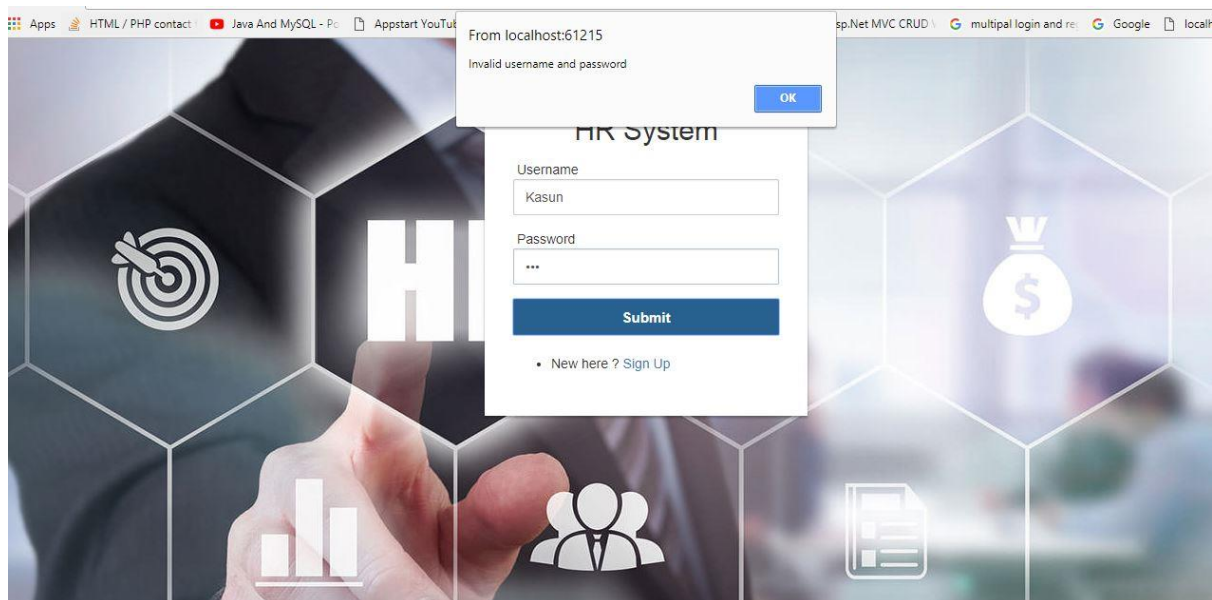 Apps HTML / PHP contact Java And MySQL - Po Appstart YouTub sp.Net MVC CRUD multipal login and re Google localh
From localhost:61215
Invalid username and password
OK
HR System
Username
Kasun
Password
•••
Submit
• New here ? Sign Up
$